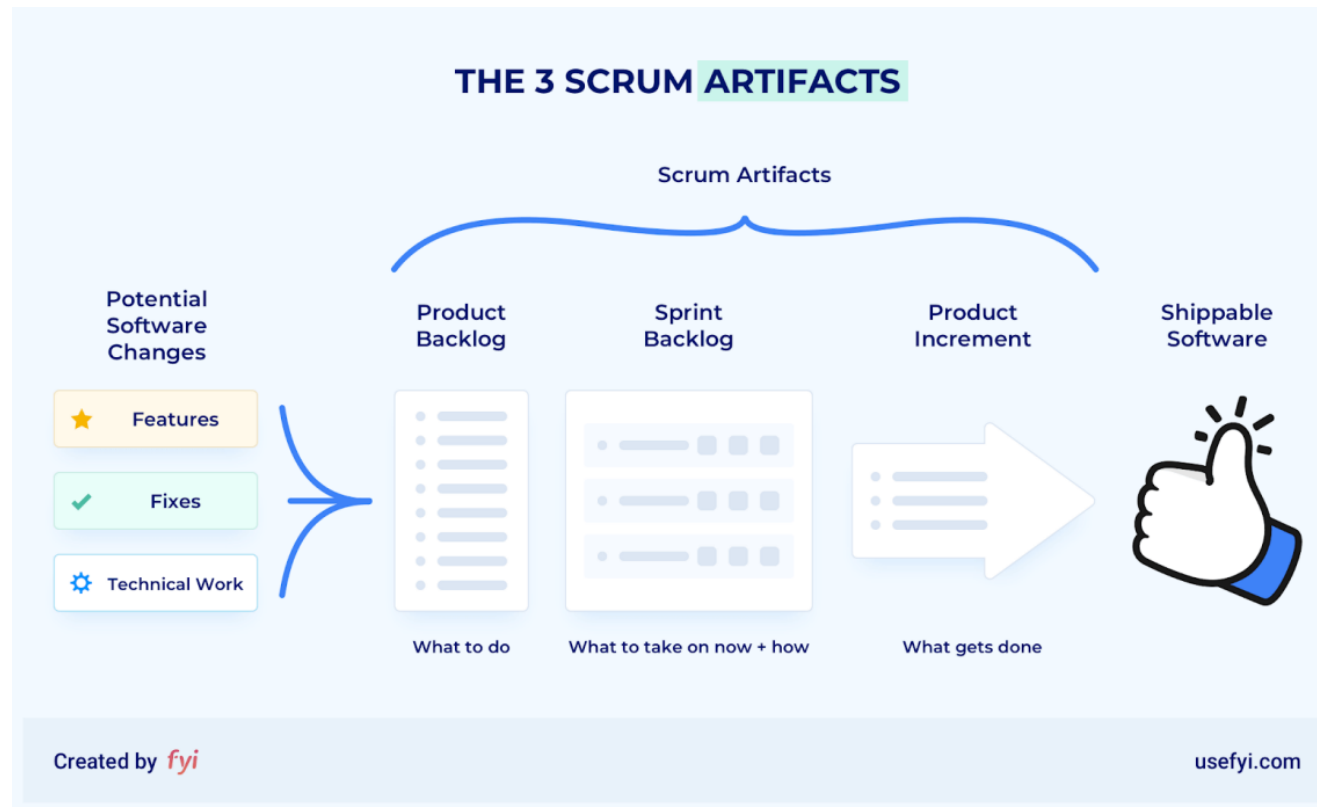 THE 3 SCRUM ARTIFACTS
Scrum Artifacts
Potential
Software
Changes
Features
Fixes
Technical Work
Product
Backlog
What to do
Sprint
Backlog
What to take on now + how
Product
Increment
What gets done
Shippable
Software
Created by fyi
usefyi.com